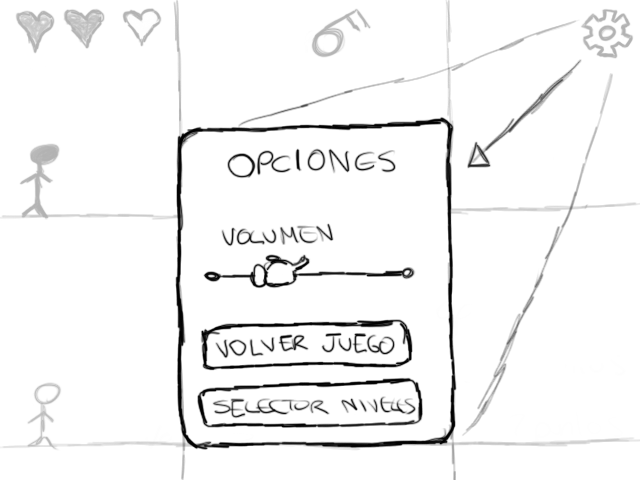 OPCIONES
VOLUMEN
VOLVER JUEGO
SELECTOR NIVELES